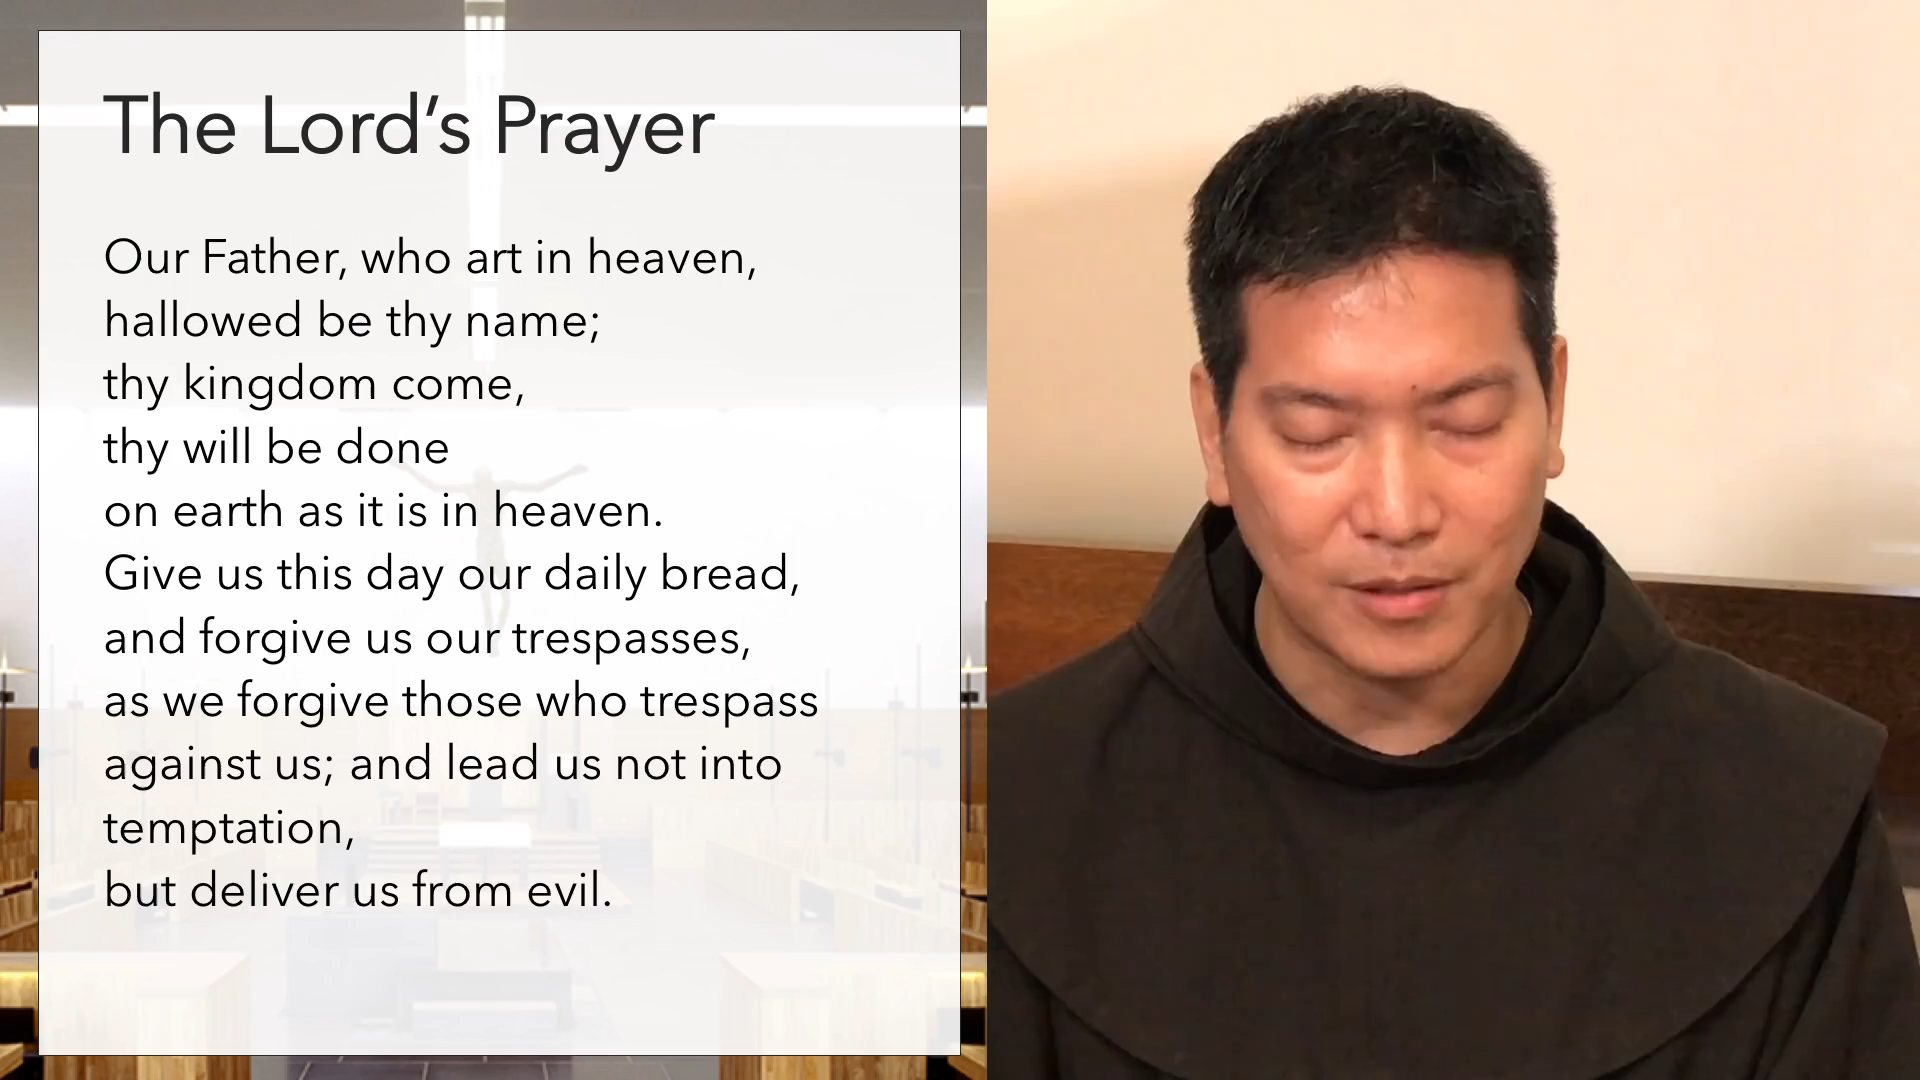 The Lord’s Prayer
Our Father, who art in heaven,
hallowed be thy name;
thy kingdom come,
thy will be done
on earth as it is in heaven.
Give us this day our daily bread,
and forgive us our trespasses,
as we forgive those who trespass
against us; and lead us not into
temptation,
but deliver us from evil.